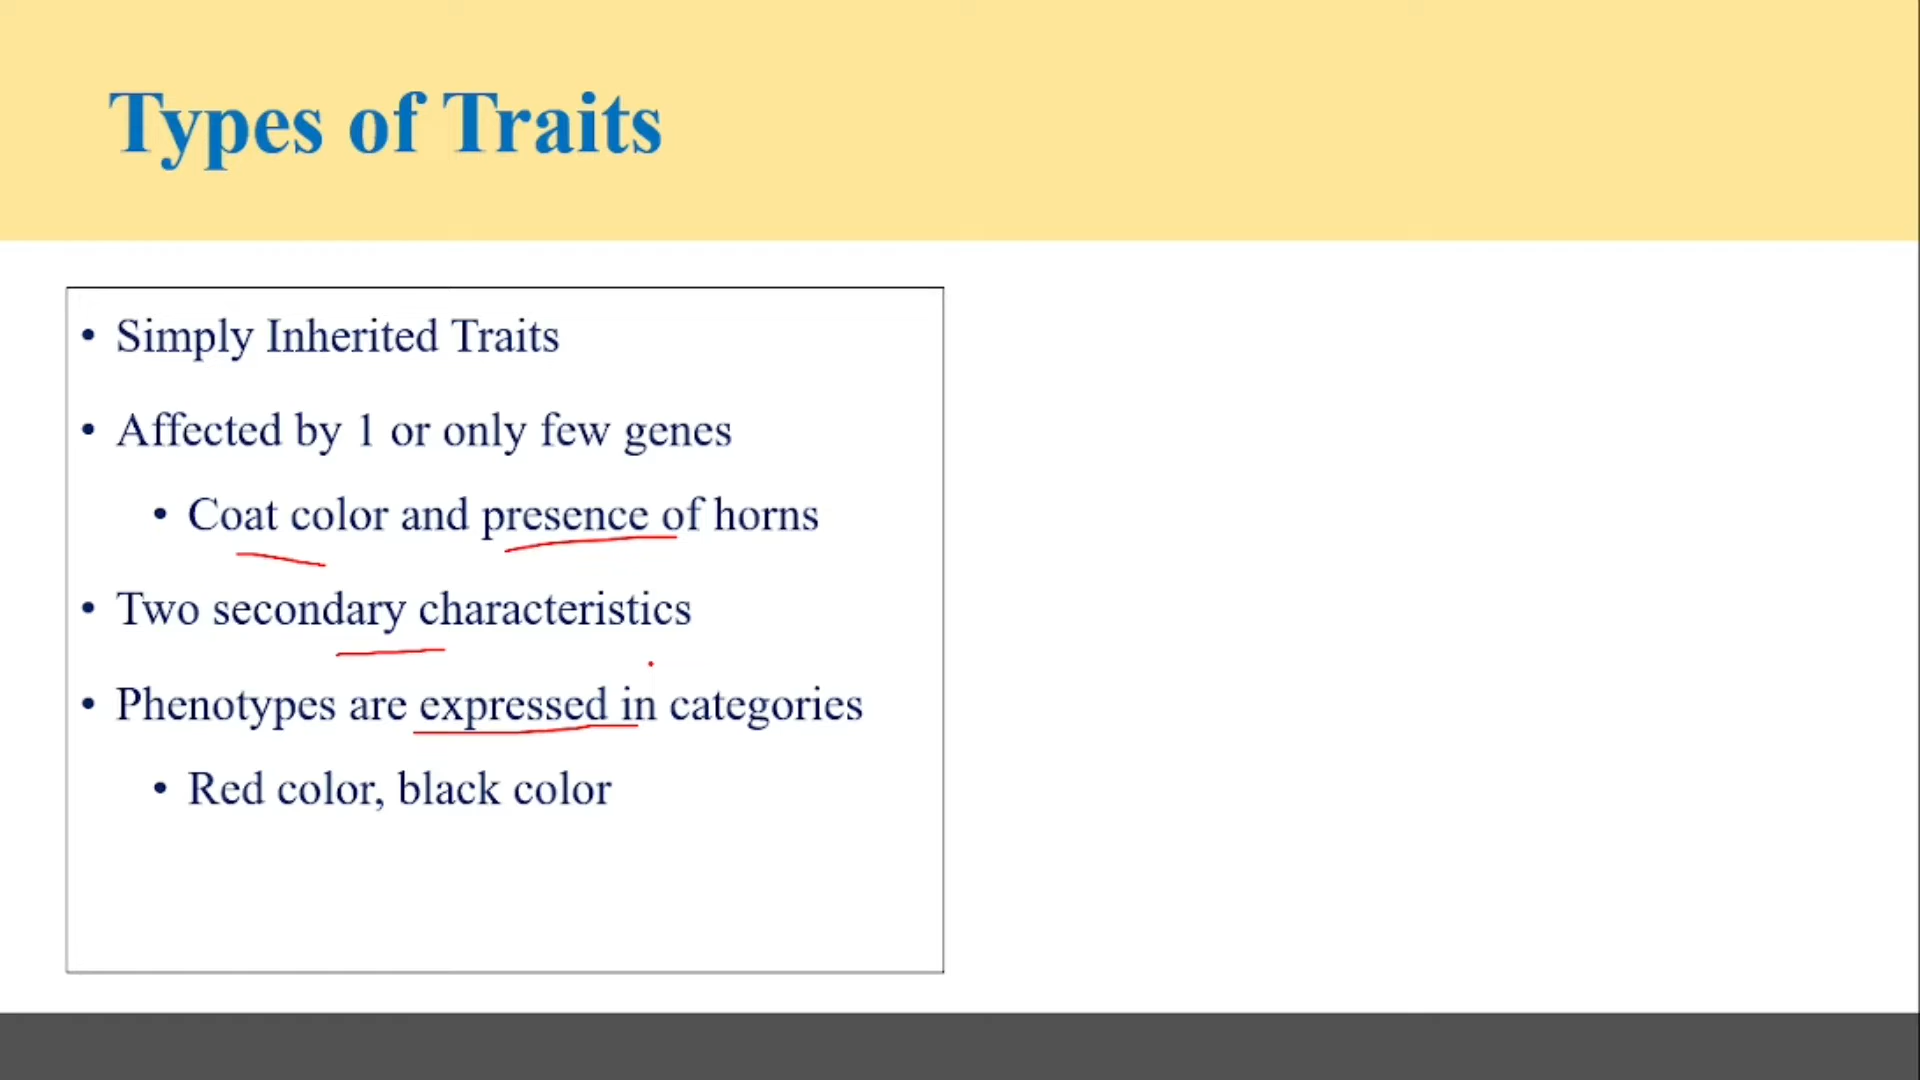 Types of Traits
• Simply Inherited Traits
• Affected by 1 or only few genes
• Coat color and presence of horns
• Two secondary characteristics
• Phenotypes are expressed in categories
• Red color, black color